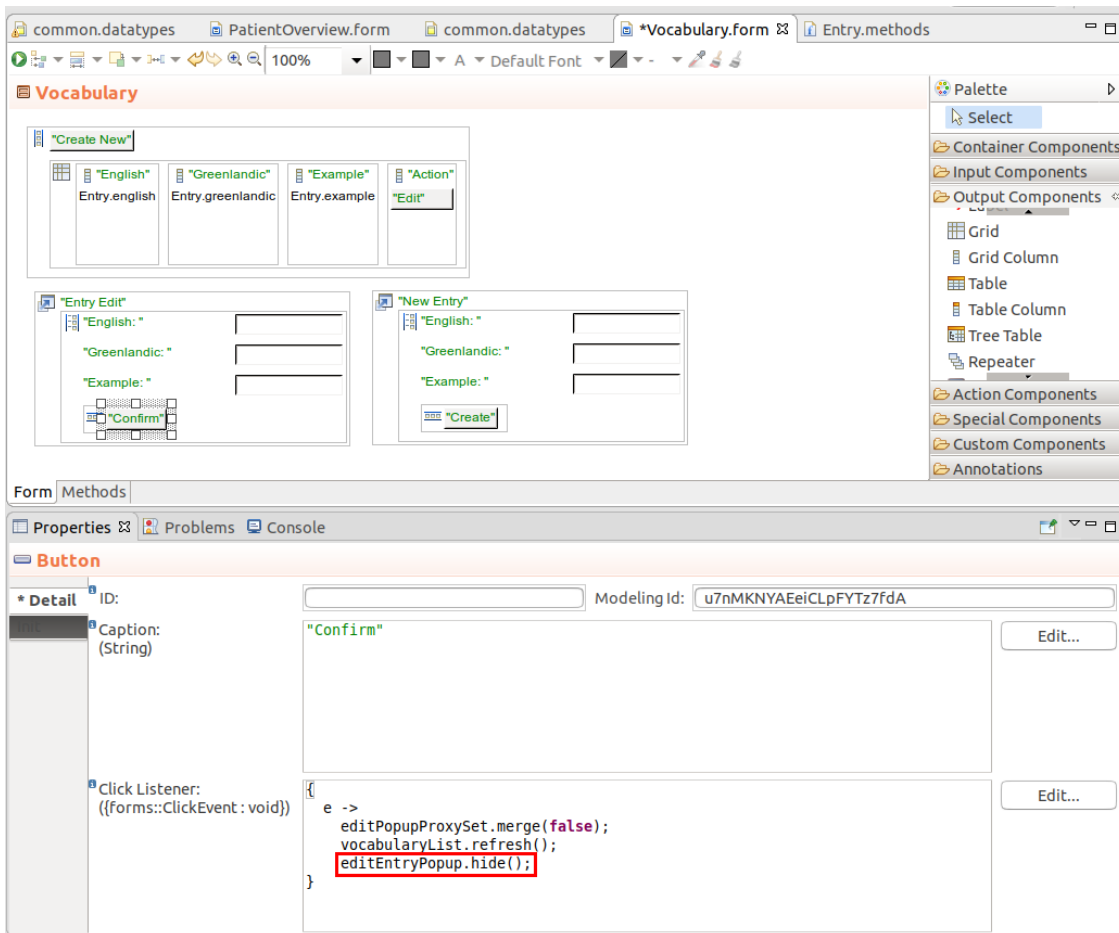 common.datatypes PatientOverview.form common.datatypes *Vocabulary.form Entry.methods
100% A Default Font
Vocabulary
"Create New"
"English" "Greenlandic" "Example" "Action"
Entry.english Entry.greenlandic Entry.example "Edit"
"Entry Edit"
"English: "
"Greenlandic: "
"Example: "
"Confirm"
"New Entry"
"English: "
"Greenlandic: "
"Example: "
"Create"
Palette
Select
Container Components
Input Components
Output Components
Grid
Grid Column
Table
Table Column
Tree Table
Repeater
Action Components
Special Components
Custom Components
Annotations
Form Methods
Properties Problems Console
Button
* Detail
ID: Modeling Id: u7nMKNYAEeiCLpFYTz7fdA
Caption:
(String)
"Confirm"
Edit...
Click Listener:
({forms::ClickEvent : void})
{
e ->
editPopupProxySet.merge(false);
vocabularyList.refresh();
editEntryPopup.hide();
}
Edit...